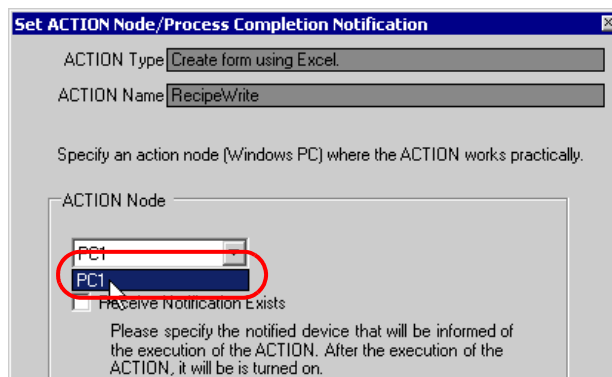 Set ACTION Node/Process Completion Notification
ACTION Type Create form using Excel.
ACTION Name RecipeWrite
Specify an action node (Windows PC) where the ACTION works practically.
ACTION Node
PC1
PC1
Receive Notification Exists
Please specify the notified device that will be informed of
the execution of the ACTION. After the execution of the
ACTION, it will be is turned on.